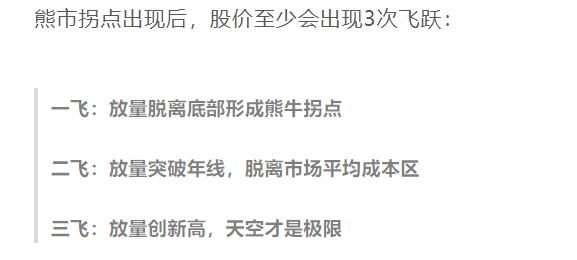 熊市拐点出现后，股价至少会出现3次飞跃：
一飞：放量脱离底部形成熊牛拐点
二飞：放量突破年线，脱离市场平均成本区
三飞：放量创新高，天空才是极限